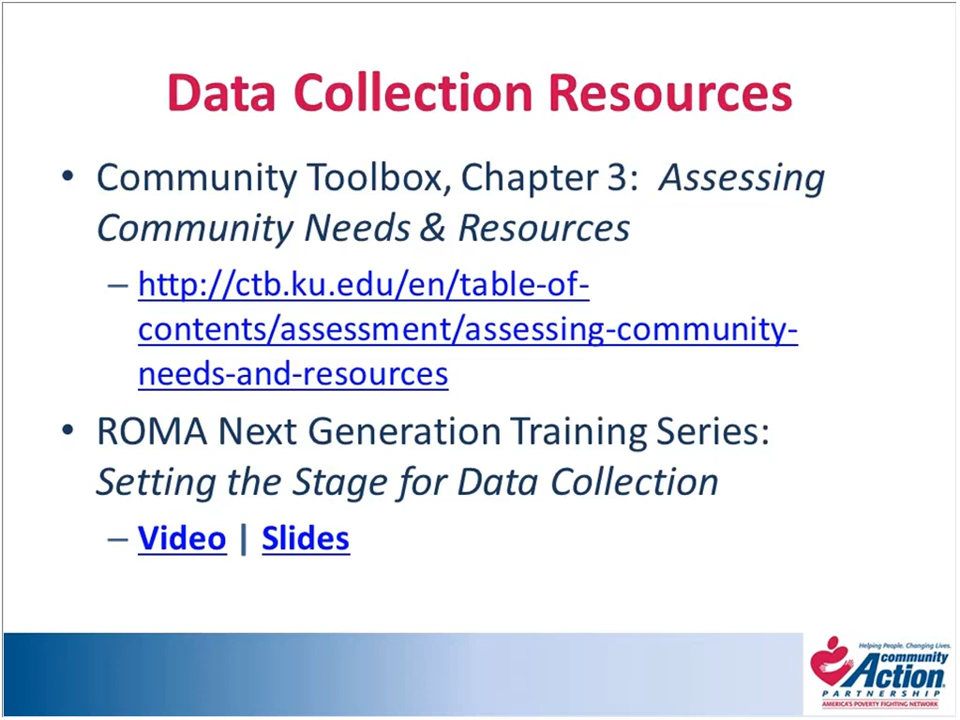 Data Collection Resources
• Community Toolbox, Chapter 3: Assessing
Community Needs & Resources
– http://ctb.ku.edu/en/table-of-
contents/assessment/assessing-community-
needs-and-resources
• ROMA Next Generation Training Series:
Setting the Stage for Data Collection
– Video | Slides
Helping People. Changing Lives.
community
Action
PARTNERSHIP
AMERICA'S POVERTY FIGHTING NETWORK